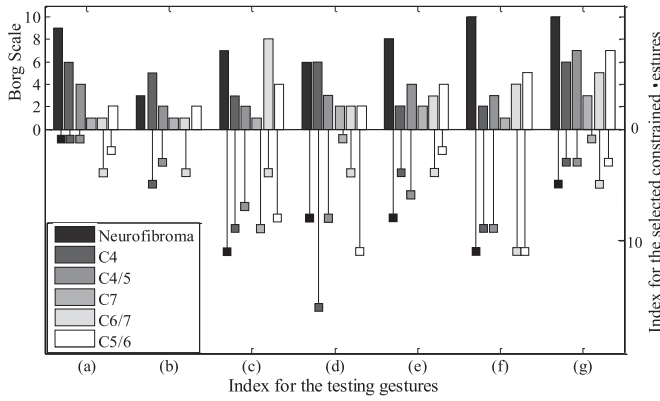 Borg Scale
10
8
6
4
2
0
0
10
Index for the selected constrained •estures
Neurofibroma
C4
C4/5
C7
C6/7
C5/6
(a) (b) (c) (d) (e) (f) (g)
Index for the testing gestures